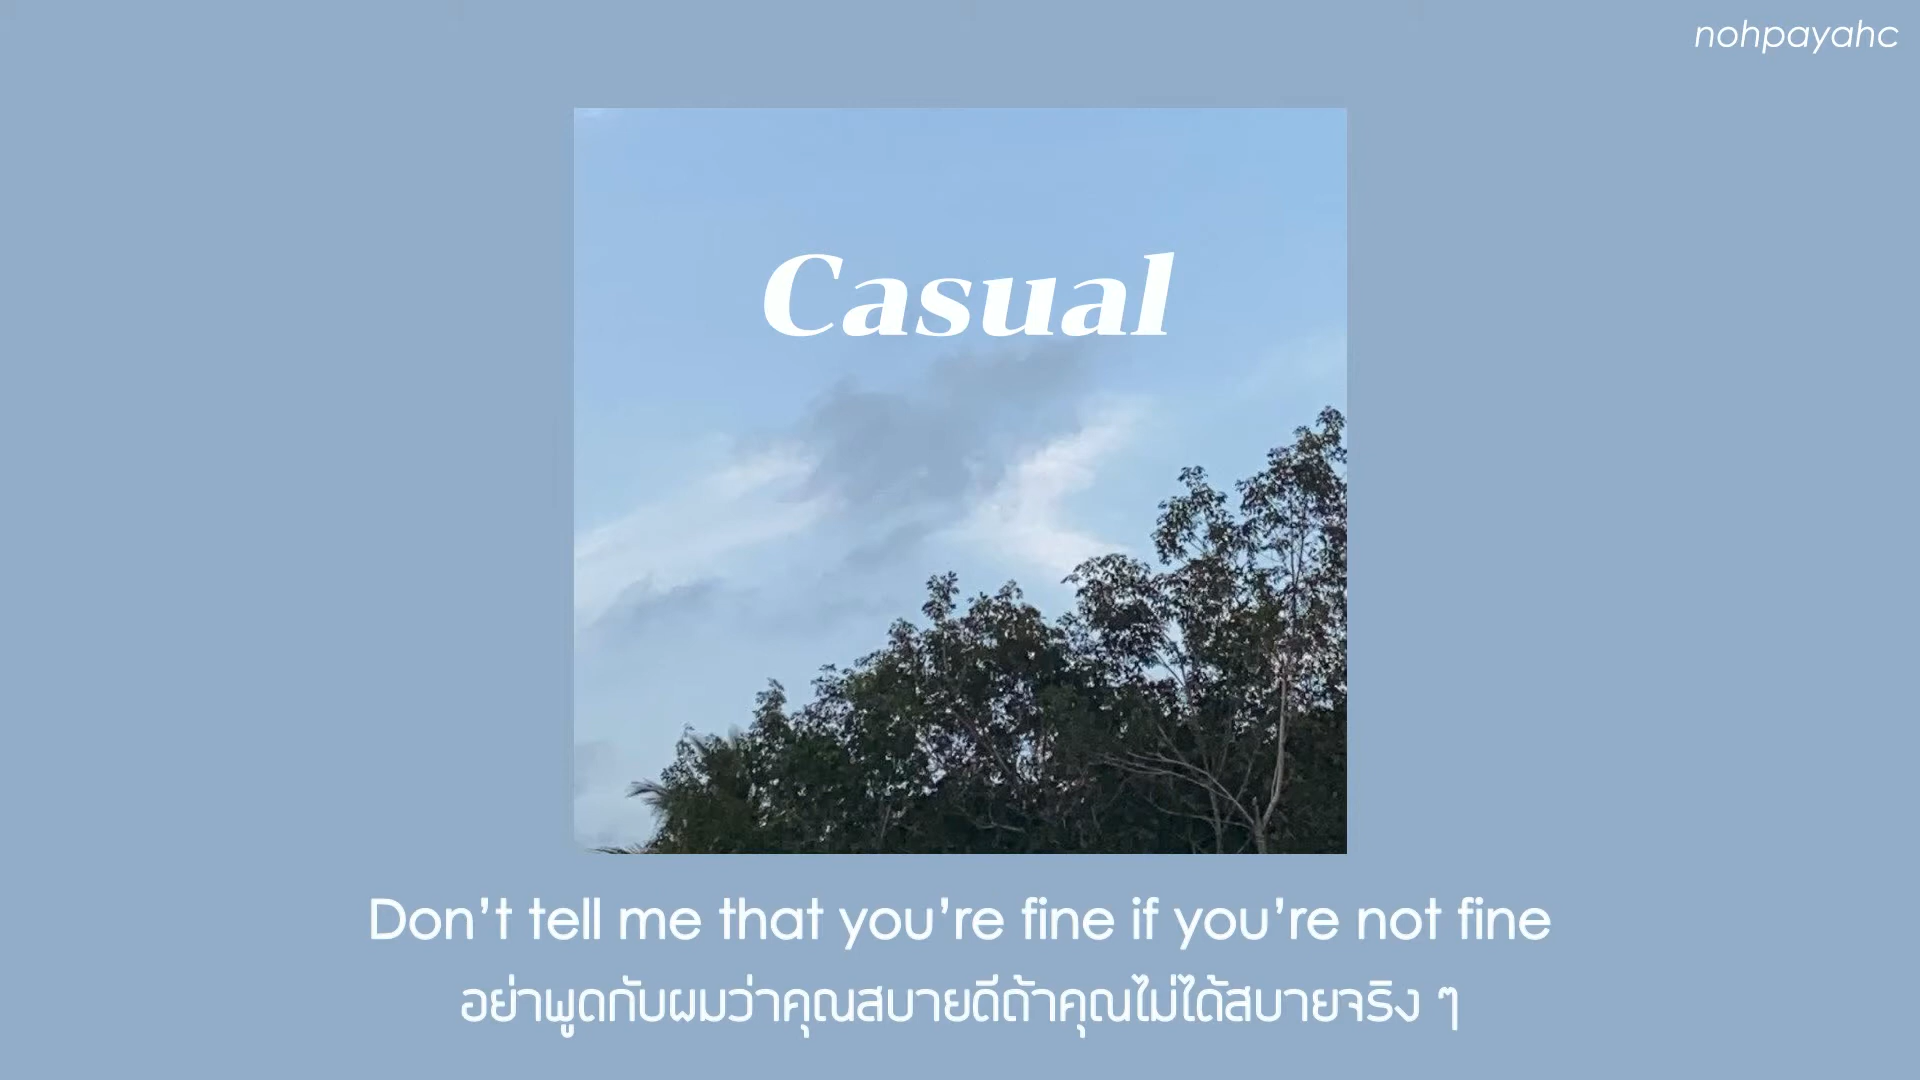 nohpayahc
Casual
Don’t tell me that you’re fine if you’re not fine
อย่าพูดกับผมว่าคุณสบายดีถ้าคุณไม่ได้สบายจริง ๆ